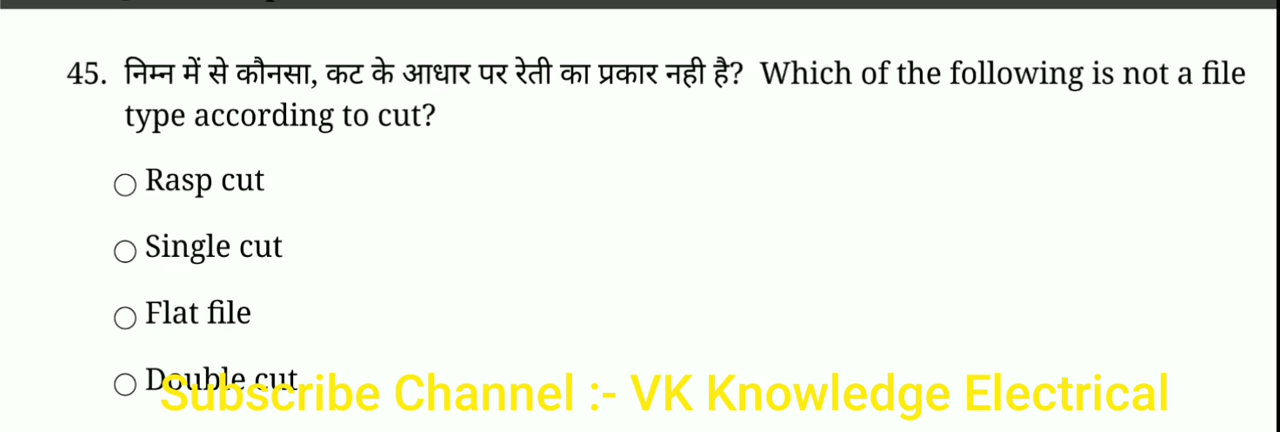 45. निम्न में से कौनसा, कट के आधार पर रेती का प्रकार नही है? Which of the following is not a file
type according to cut?
Rasp cut
Single cut
Flat file
Double cut
Subscribe Channel :- VK Knowledge Electrical